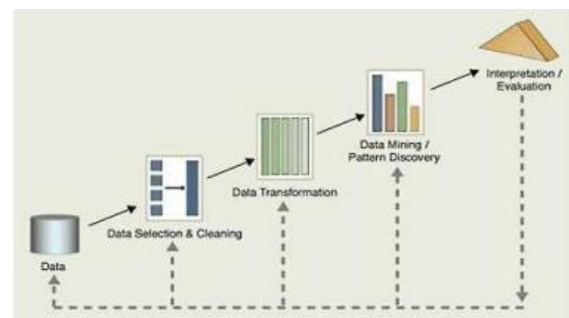 Data
Data Selection & Cleaning
Data Transformation
Data Mining /
Pattern Discovery
Interpretation /
Evaluation